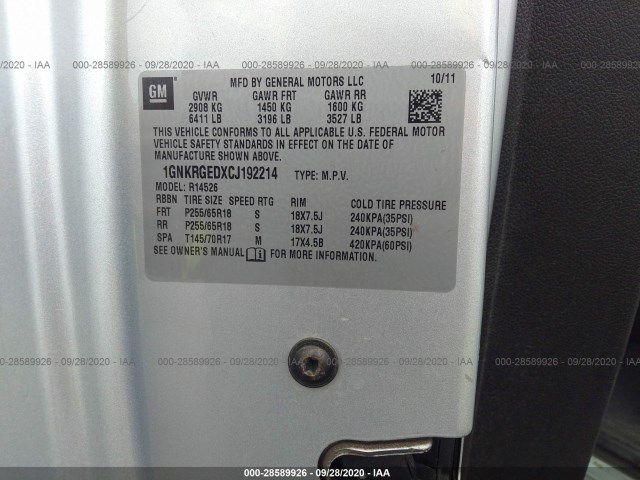 000-28589926 - 09/28/2020 - IAA 000-28589926 - 09/28/2020 - IAA 000-28589926 - 09/28/2020 - IAA
GM
MFD BY GENERAL MOTORS LLC 10/11
GVWR GAWR FRT GAWR RR
2908 KG 1450 KG 1600 KG
6411 LB 3196 LB 3527 LB
THIS VEHICLE CONFORMS TO ALL APPLICABLE U.S. FEDERAL MOTOR
VEHICLE SAFETY STANDARDS IN EFFECT ON THE DATE OF
MANUFACTURE SHOWN ABOVE.
1GNKRGEDXCJ192214 TYPE: M.P.V.
MODEL: R14526
RBBN TIRE SIZE SPEED RTG RIM COLD TIRE PRESSURE
FRT P255/65R18 S 18X7.5J 240KPA(35PSI)
RR P255/65R18 S 18X7.5J 240KPA(35PSI)
SPA T145/70R17 M 17X4.5B 420KPA(60PSI)
SEE OWNER'S MANUAL FOR MORE INFORMATION.
000-28589926 - 09/28/2020 - IAA 000-28589926 - 09/28/2020 - IAA 000-28589926 - 09/28/2020 - IAA
000-28589926 - 09/28/2020 - IAA